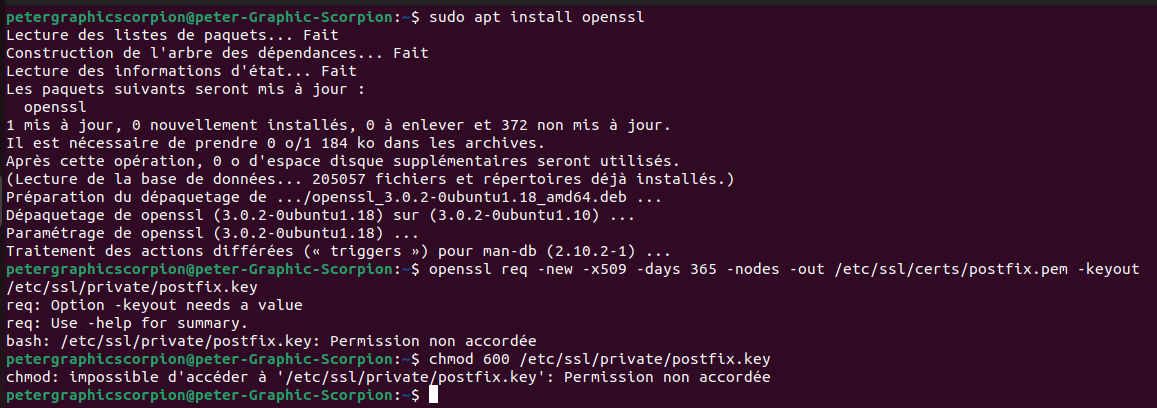 petergraphicscorpion@peter-Graphic-Scorpion:~$ sudo apt install openssl
Lecture des listes de paquets... Fait
Construction de l'arbre des dépendances... Fait
Lecture des informations d'état... Fait
Les paquets suivants seront mis à jour :
  openssl
1 mis à jour, 0 nouvellement installés, 0 à enlever et 372 non mis à jour.
Il est nécessaire de prendre 0 o/1 184 ko dans les archives.
Après cette opération, 0 o d'espace disque supplémentaires seront utilisés.
(Lecture de la base de données... 205057 fichiers et répertoires déjà installés.)
Préparation du dépaquetage de .../openssl_3.0.2-0ubuntu1.18_amd64.deb ...
Dépaquetage de openssl (3.0.2-0ubuntu1.18) sur (3.0.2-0ubuntu1.10) ...
Paramétrage de openssl (3.0.2-0ubuntu1.18) ...
Traitement des actions différées (« triggers ») pour man-db (2.10.2-1) ...
petergraphicscorpion@peter-Graphic-Scorpion:~$ openssl req -new -x509 -days 365 -nodes -out /etc/ssl/certs/postfix.pem -keyout
/etc/ssl/private/postfix.key
req: Option -keyout needs a value
req: Use -help for summary.
bash: /etc/ssl/private/postfix.key: Permission non accordée
petergraphicscorpion@peter-Graphic-Scorpion:~$ chmod 600 /etc/ssl/private/postfix.key
chmod: impossible d'accéder à '/etc/ssl/private/postfix.key': Permission non accordée
petergraphicscorpion@peter-Graphic-Scorpion:~$